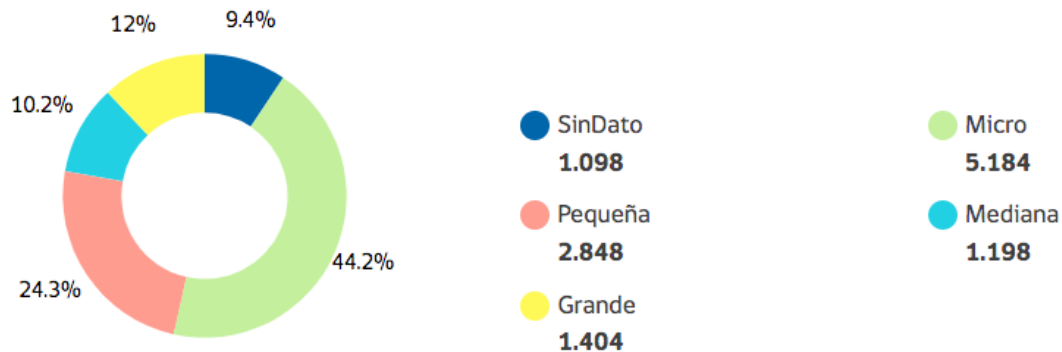 12%
9.4%
10.2%
24.3%
44.2%
SinDato
1.098
Micro
5.184
Pequeña
2.848
Mediana
1.198
Grande
1.404